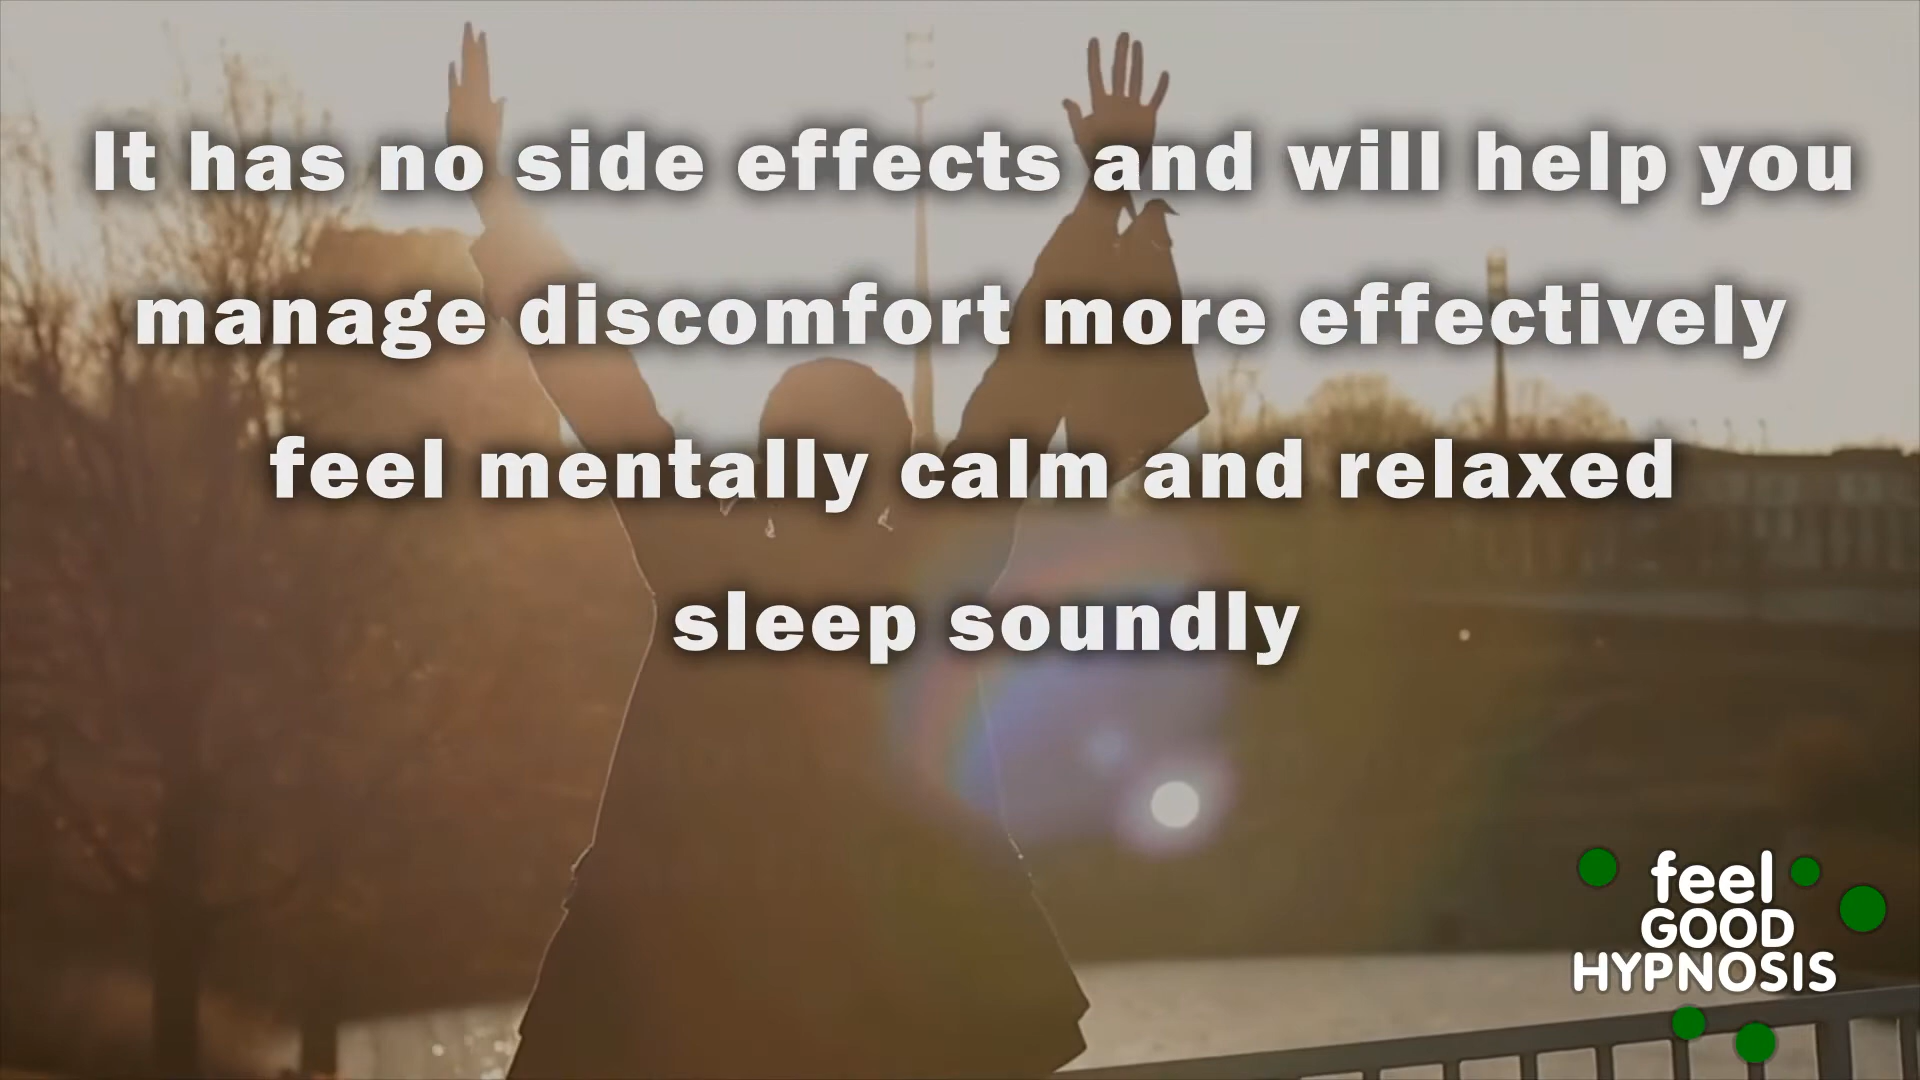 It has no side effects and will help you
manage discomfort more effectively
feel mentally calm and relaxed
sleep soundly
feel
GOOD
HYPNOSIS